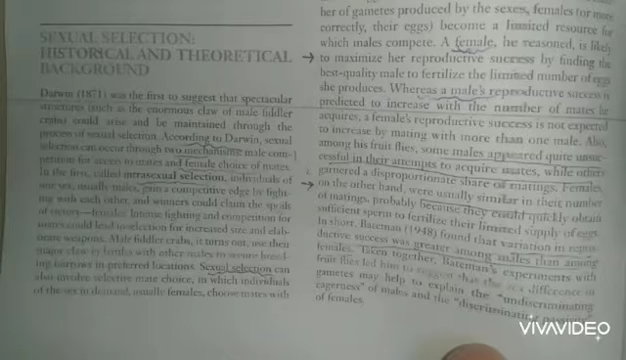 SEXUAL SELECTION:
HISTORICAL AND THEORETICAL
BACKGROUND
Darwin (1871) was the first to suggest that spectacular
structures (such as the enormous claw of male fiddler
crabs) could arise and be maintained through the
process of sexual selection. According to Darwin, sexual
selection can occur through two mechanisms: male com-
petition for access to mates and female choice of mates.
In the first, called intrasexual selection, individuals of
one sex, usually males, gain a competitive edge by fight-
ing with each other, and winners could claim the spoils
of victory—females. Intense fighting and competition for
mates could lead to selection for increased size and elab-
orate weapons. Male fiddler crabs, it turns out, use their
major claw in battles with other males to secure breed-
ing burrows in preferred locations. Sexual selection can
also involve selective mate choice, in which individuals
of the sex in demand, usually females, choose mates with
ber of gametes produced by the sexes, females (or more
correctly, their eggs) become a limited resource for
which males compete. A female, he reasoned, is likely
to maximize her reproductive success by finding the
best-quality male to fertilize the limited number of eggs
she produces. Whereas a male's reproductive success is
predicted to increase with the number of mates he
acquires, a female's reproductive success is not expected
to increase by mating with more than one male. Also,
among his fruit flies, some males appeared quite
cessful in their attempts to acquire mates, while others
garnered a disproportionate share of matings. Females,
on the other hand, were usually similar in their number
of matings, probably because they could quickly obtain
sufficient sperm to fertilize their limited supply of eggs.
In short, Bateman (1948) found that variation in repro-
ductive success was greater among males than among
females. Taken together, Bateman's experiments with
fruit flies led him to suggest that the sex difference in
gametes may help to explain the "undiscriminating
eagerness" of males and the "discriminating
of females.
VIVAVIDEO